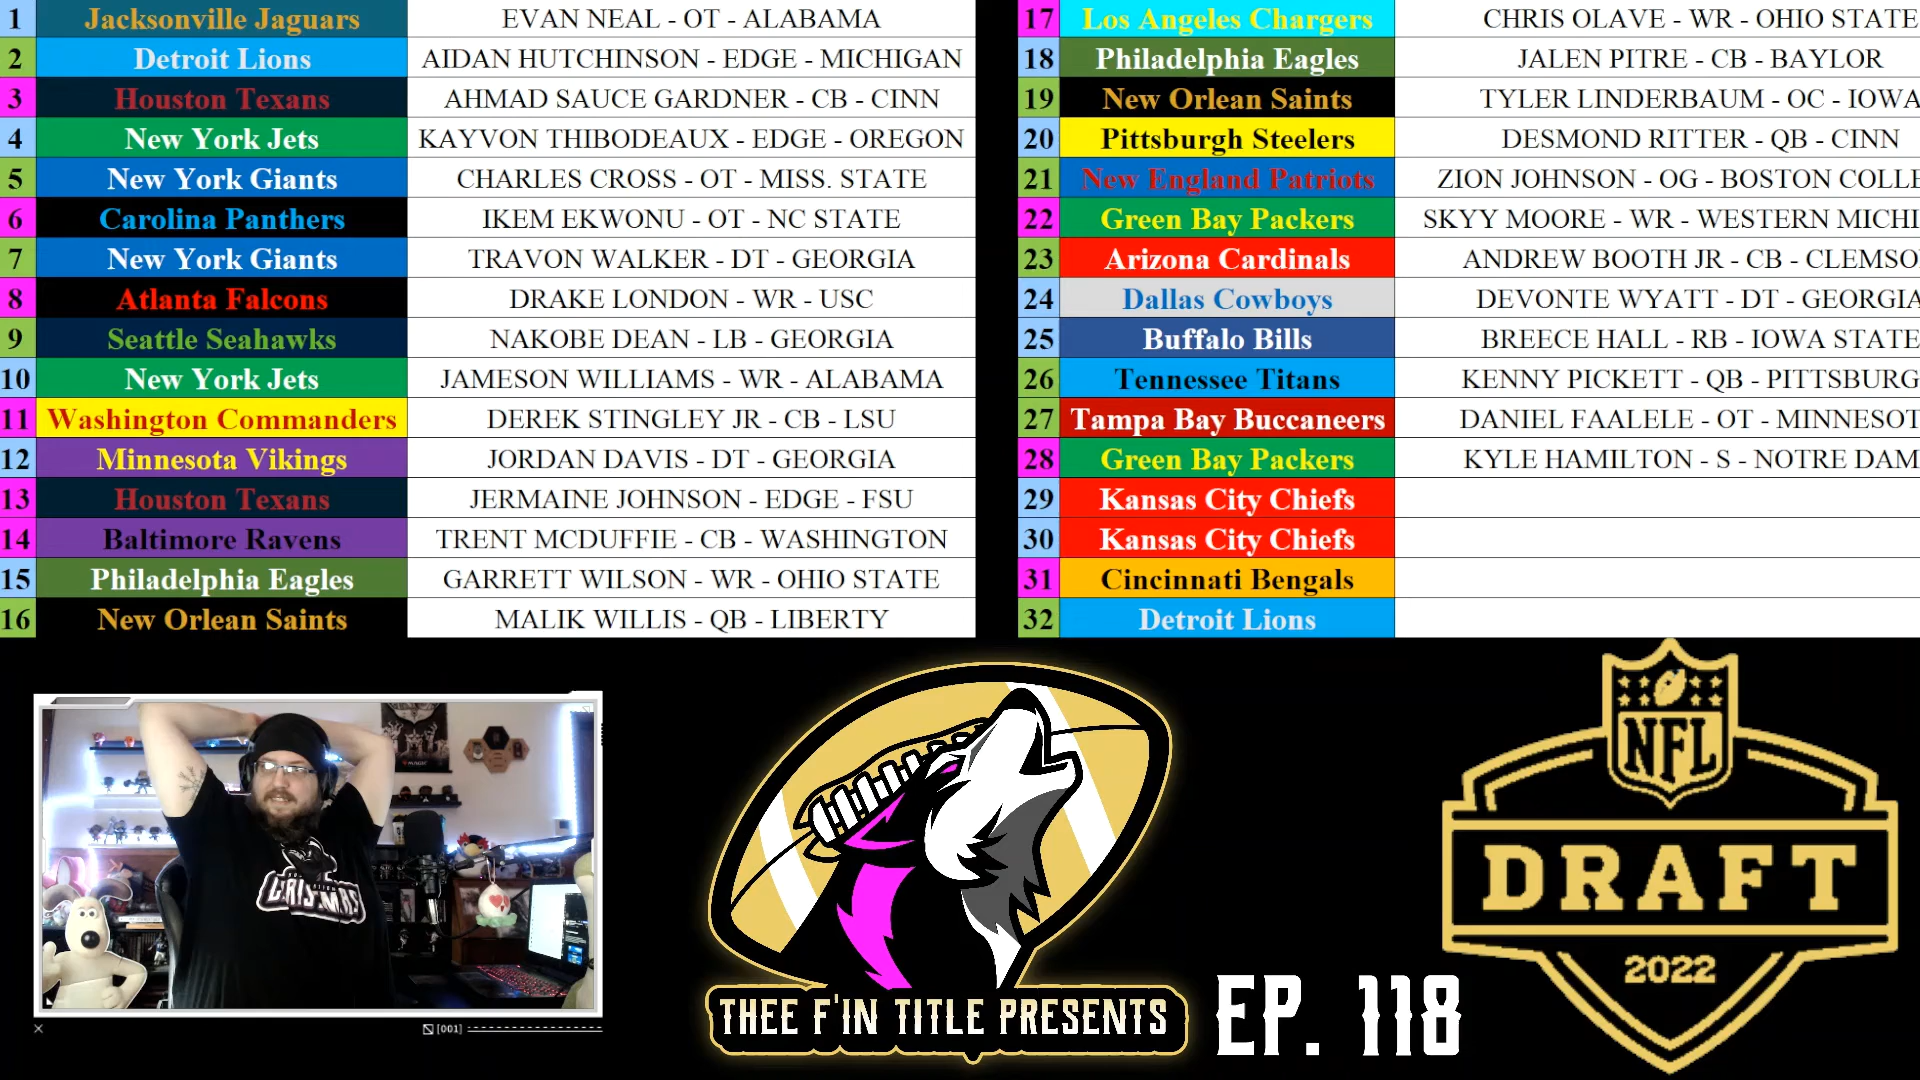 1 Jacksonville Jaguars EVAN NEAL - OT - ALABAMA
2 Detroit Lions AIDAN HUTCHINSON - EDGE - MICHIGAN
3 Houston Texans AHMAD SAUCE GARDNER - CB - CINN
4 New York Jets KAYVON THIBODEAUX - EDGE - OREGON
5 New York Giants CHARLES CROSS - OT - MISS. STATE
6 Carolina Panthers IKEM EKWONU - OT - NC STATE
7 New York Giants TRAVON WALKER - DT - GEORGIA
8 Atlanta Falcons DRAKE LONDON - WR - USC
9 Seattle Seahawks NAKOBE DEAN - LB - GEORGIA
10 New York Jets JAMESON WILLIAMS - WR - ALABAMA
11 Washington Commanders DEREK STINGLEY JR - CB - LSU
12 Minnesota Vikings JORDAN DAVIS - DT - GEORGIA
13 Houston Texans JERMAINE JOHNSON - EDGE - FSU
14 Baltimore Ravens TRENT MCDUFFIE - CB - WASHINGTON
15 Philadelphia Eagles GARRETT WILSON - WR - OHIO STATE
16 New Orlean Saints MALIK WILLIS - QB - LIBERTY
17 Los Angeles Chargers CHRIS OLAVE - WR - OHIO STATE
18 Philadelphia Eagles JALEN PITRE - CB - BAYLOR
19 New Orlean Saints TYLER LINDERBAUM - OC - IOWA
20 Pittsburgh Steelers DESMOND RITTER - QB - CINN
21 New England Patriots ZION JOHNSON - OG - BOSTON COLLE
22 Green Bay Packers SKYY MOORE - WR - WESTERN MICHI
23 Arizona Cardinals ANDREW BOOTH JR - CB - CLEMSO
24 Dallas Cowboys DEVONTE WYATT - DT - GEORGIA
25 Buffalo Bills BREECE HALL - RB - IOWA STATE
26 Tennessee Titans KENNY PICKETT - QB - PITTSBURG
27 Tampa Bay Buccaneers DANIEL FAALELE - OT - MINNESOT
28 Green Bay Packers KYLE HAMILTON - S - NOTRE DAM
29 Kansas City Chiefs
30 Kansas City Chiefs
31 Cincinnati Bengals
32 Detroit Lions
[001]
THEE F'IN TITLE PRESENTS
EP. 118
NFL
DRAFT
2022